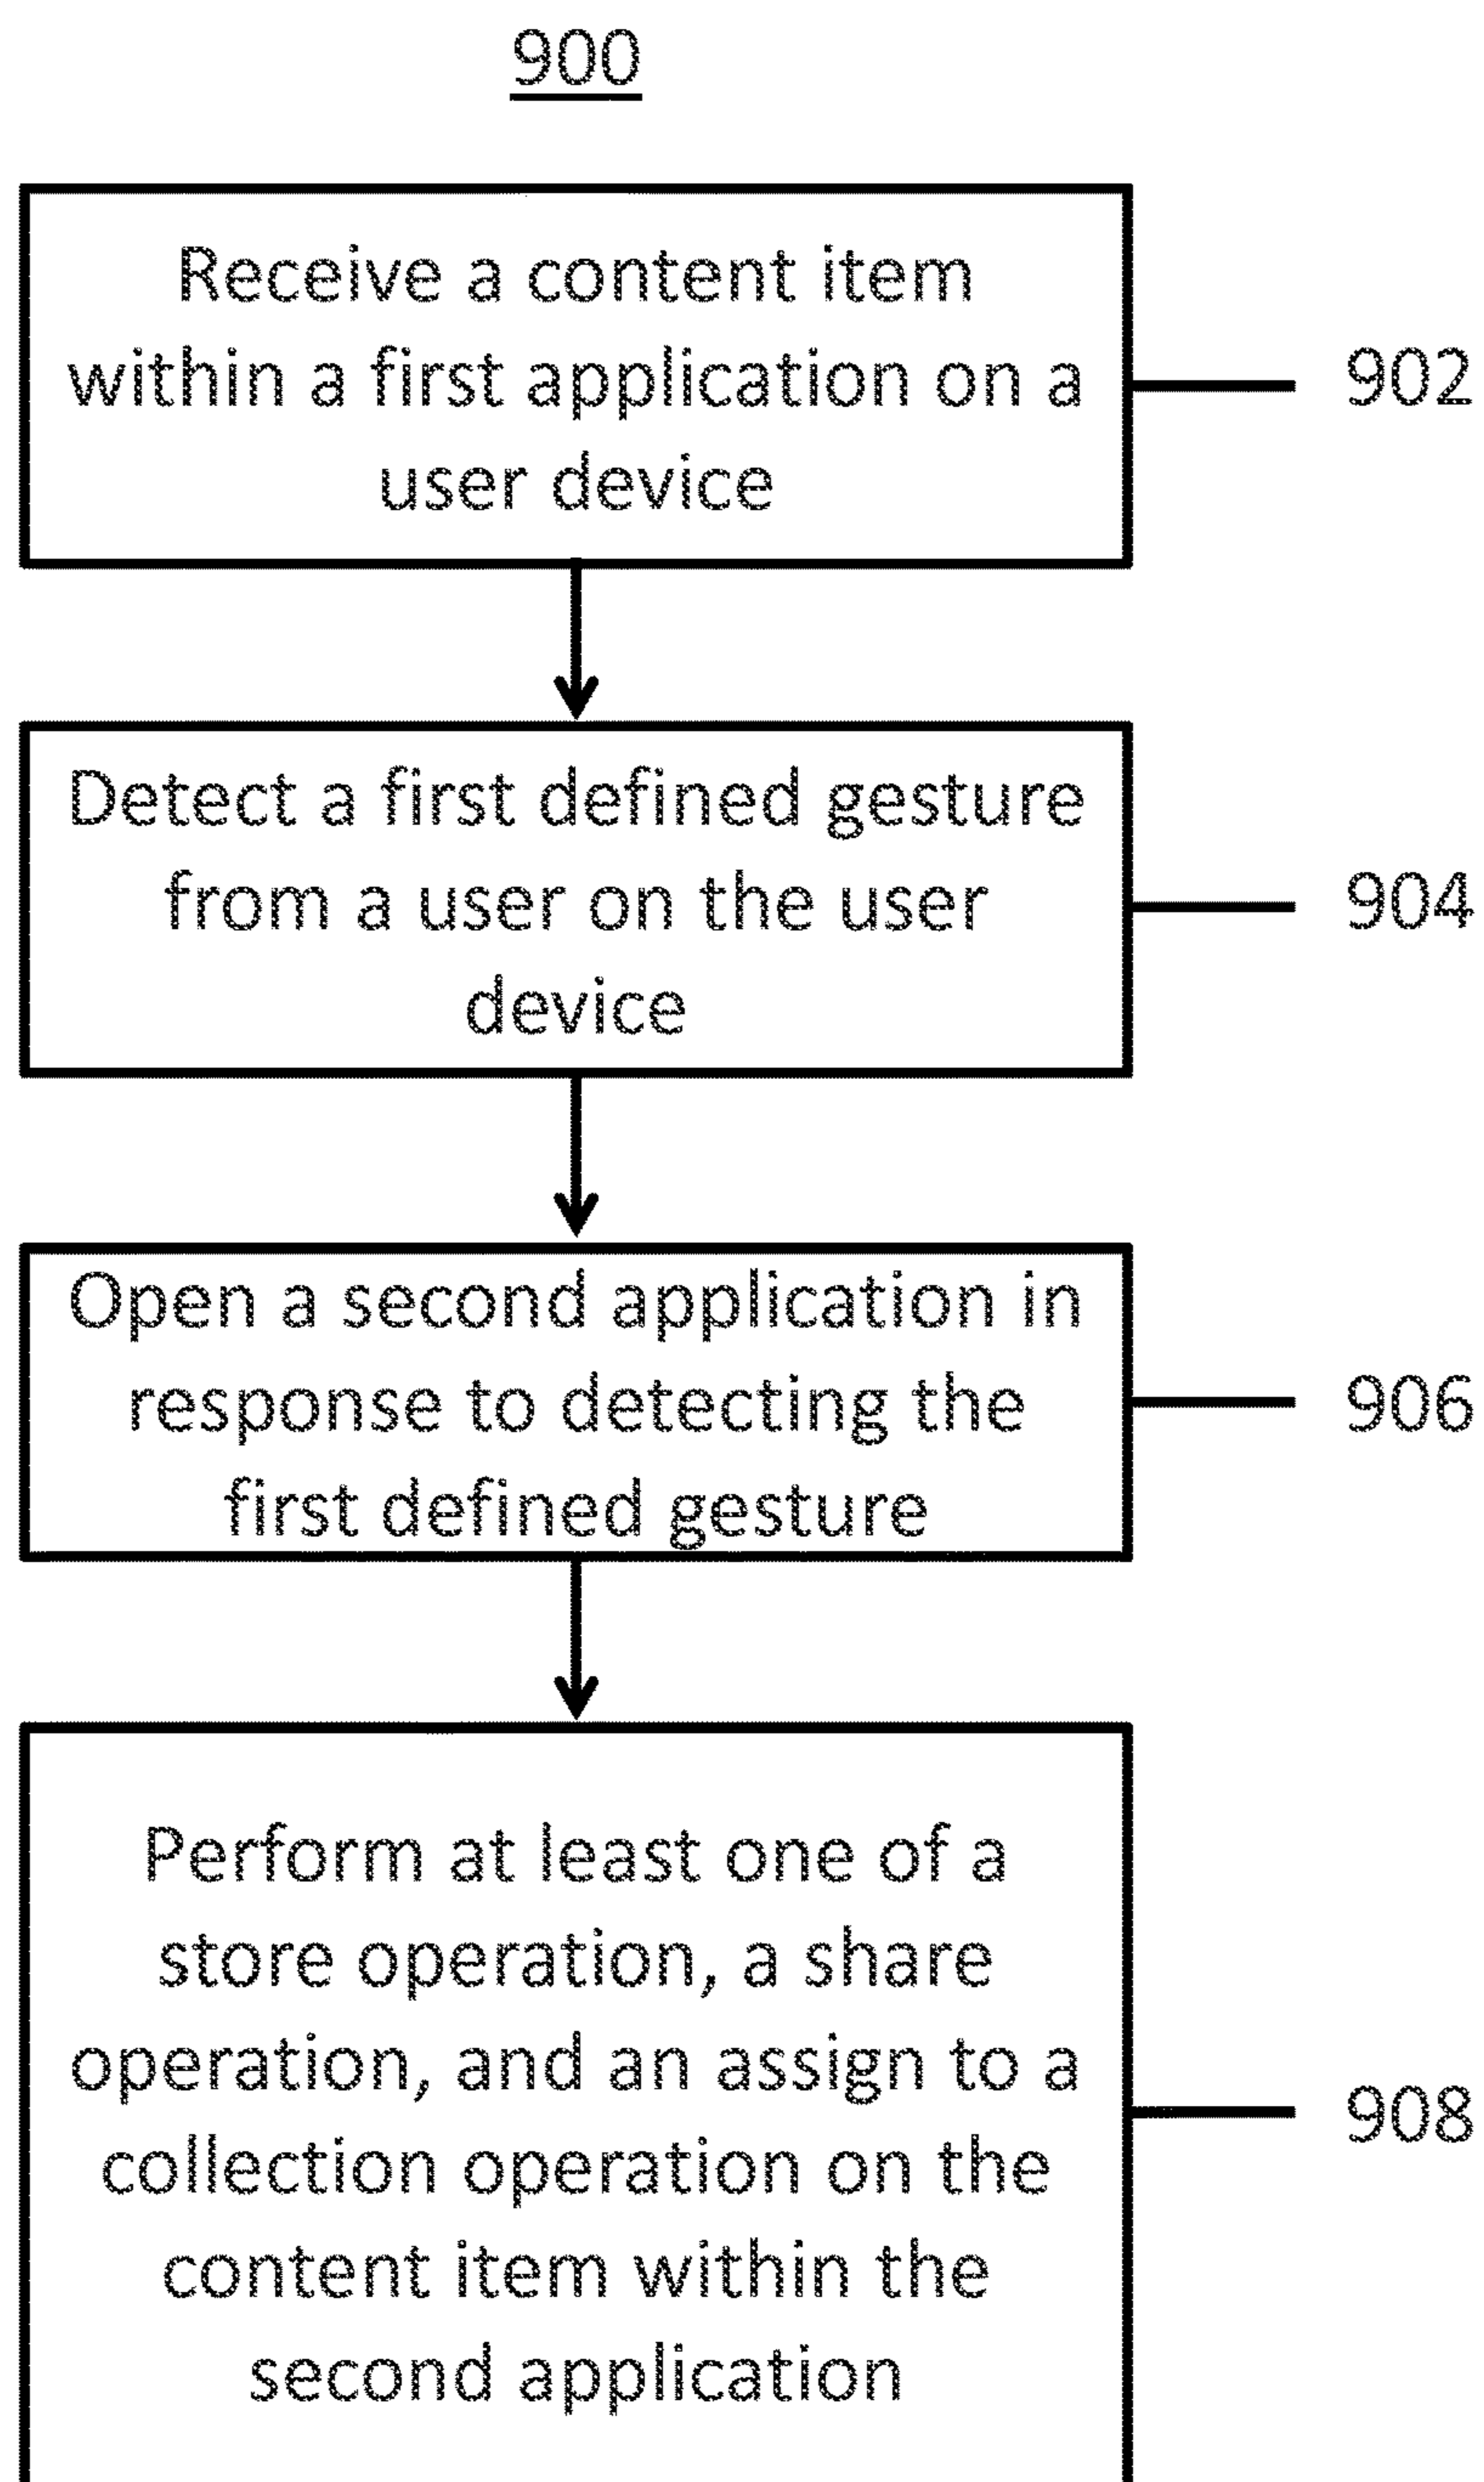 900
Receive a content item
within a first application on a
user device
902
Detect a first defined gesture
from a user on the user
device
904
Open a second application in
response to detecting the
first defined gesture
906
Perform at least one of a
store operation, a share
operation, and an assign to a
collection operation on the
content item within the
second application
908